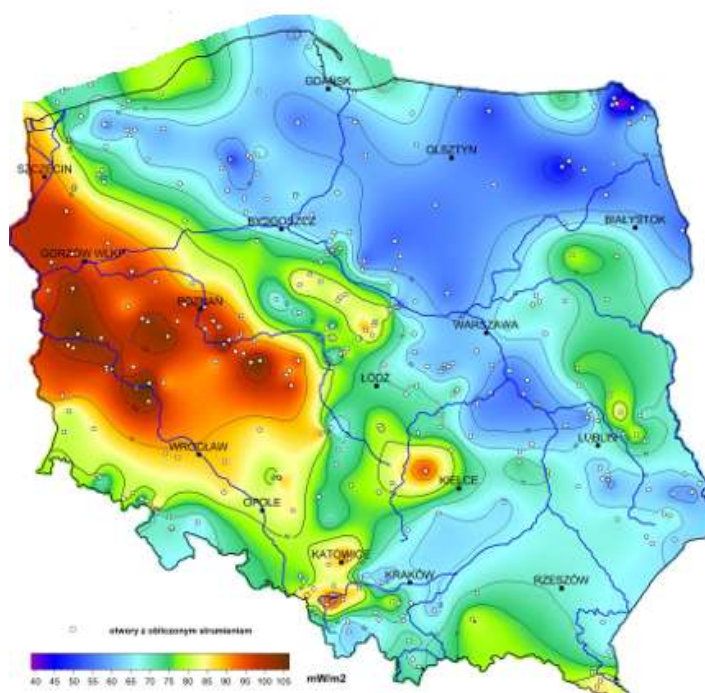 GDAŃSK
OLSZTYN
SZCZECIN
BYDGOSZCZ
BIAŁYSTOK
GORZÓW WLKP
POZNAŃ
WARSZAWA
ŁÓDŹ
WROCŁAW
LUBLIN
KIELCE
OPOLE
KATOWICE
KRAKÓW
RZESZÓW
otwory z obliczonym strumieniem
40 45 50 55 60 65 70 75 80 85 90 95 100 105 mW/m2